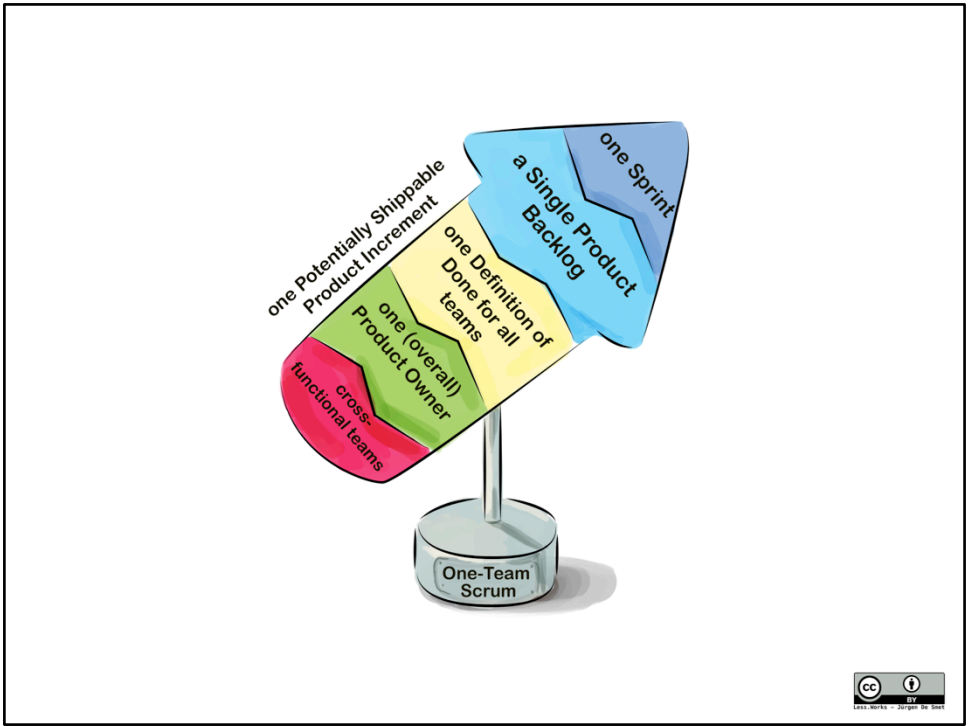 one Sprint
a Single Product
Backlog
one Potentially Shippable
Product Increment
one Definition of
Done for all
teams
one (overall)
Product Owner
cross-
functional teams
One-Team
Scrum
cc
BY
Less.Works – Jürgen De Smet